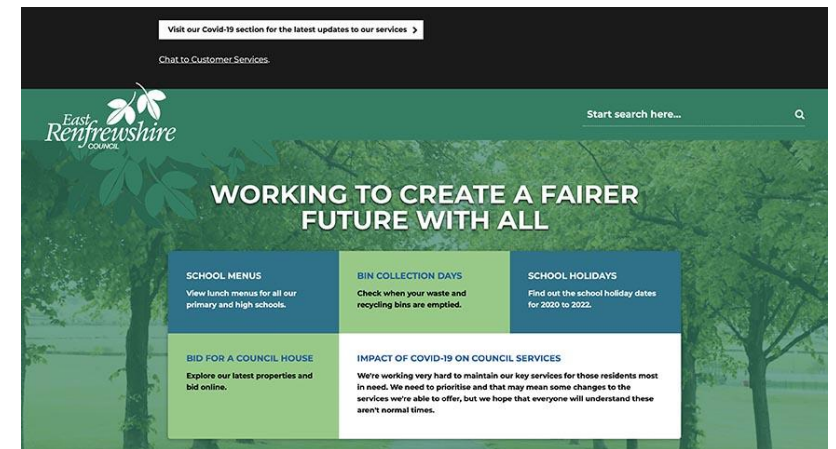 Visit our Covid-19 section for the latest updates to our services
Chat to Customer Services.
East
Renfrewshire
COUNCIL
Start search here...
WORKING TO CREATE A FAIRER
FUTURE WITH ALL
SCHOOL MENUS
View lunch menus for all our
primary and high schools.
BIN COLLECTION DAYS
Check when your waste and
recycling bins are emptied.
SCHOOL HOLIDAYS
Find out the school holiday dates
for 2020 to 2022.
BID FOR A COUNCIL HOUSE
Explore our latest properties and
bid online.
IMPACT OF COVID-19 ON COUNCIL SERVICES
We're working very hard to maintain our key services for those residents most
in need. We need to prioritise and that may mean some changes to the
services we're able to offer, but we hope that everyone will understand these
aren't normal times.